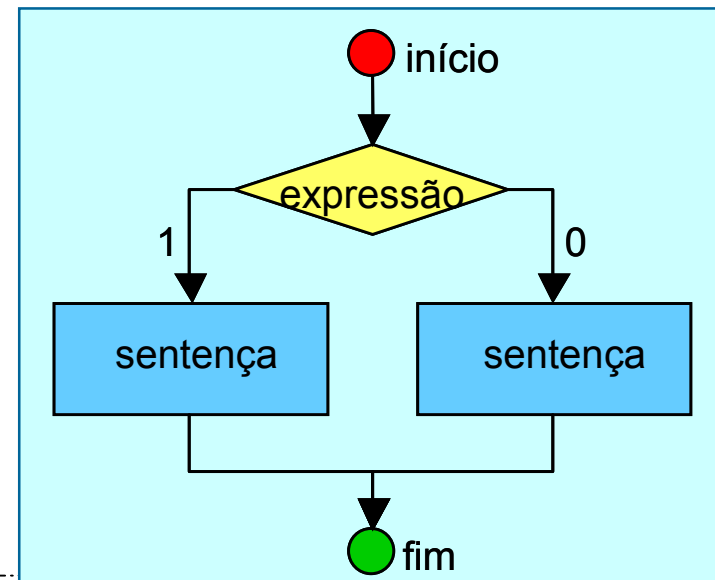 início
expressão
1
0
sentença
sentença
fim